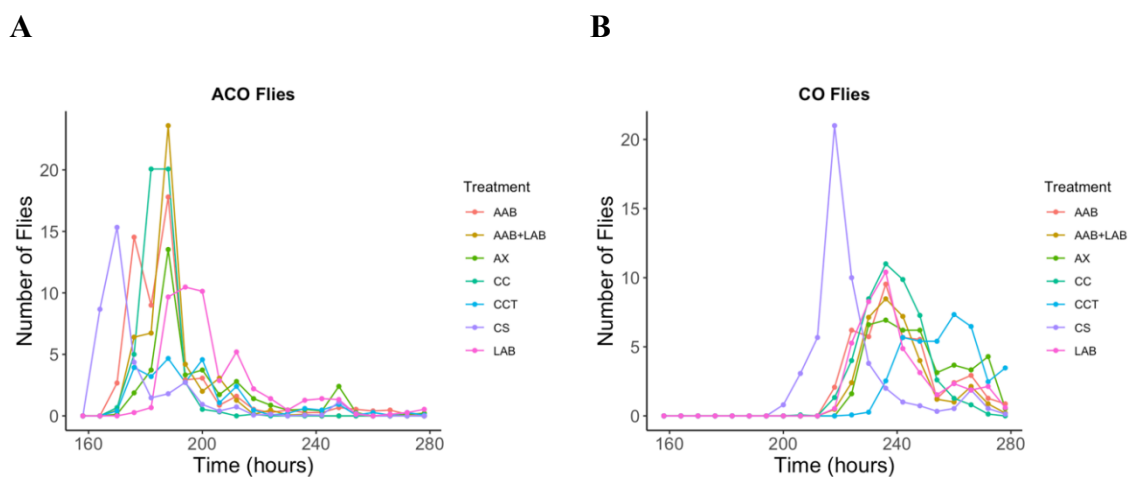 A
B
ACO Flies
CO Flies
Number of Flies
20
15
10
5
0
160
200
240
280
Time (hours)
Treatment
AAB
AAB+LAB
AX
CC
CCT
CS
LAB
Number of Flies
20
15
10
5
0
160
200
240
280
Time (hours)
Treatment
AAB
AAB+LAB
AX
CC
CCT
CS
LAB